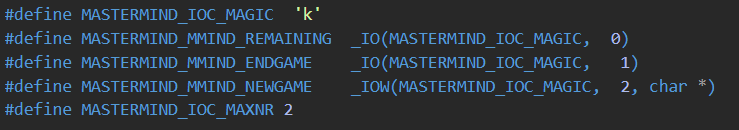 #define MASTERMIND_IOC_MAGIC  'k'
#define MASTERMIND_MMIND_REMAINING  _IO(MASTERMIND_IOC_MAGIC,  0)
#define MASTERMIND_MMIND_ENDGAME    _IO(MASTERMIND_IOC_MAGIC,   1)
#define MASTERMIND_MMIND_NEWGAME    _IOW(MASTERMIND_IOC_MAGIC,  2, char *)
#define MASTERMIND_IOC_MAXNR 2